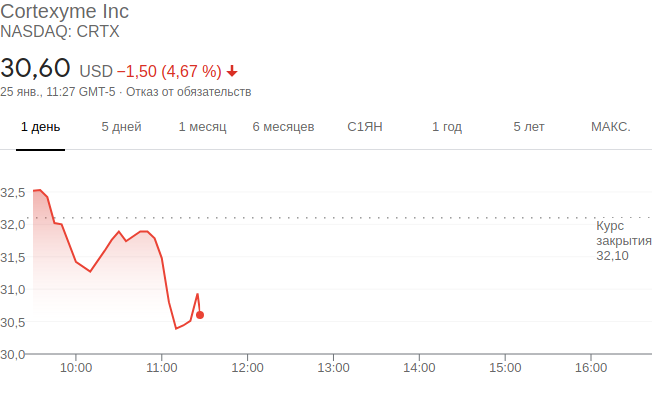 Cortexyme Inc
NASDAQ: CRTX
30,60 USD −1,50 (4,67 %)
25 янв., 11:27 GMT-5 · Отказ от обязательств
1 день 5 дней 1 месяц 6 месяцев С1ЯН 1 год 5 лет МАКС.
32,5
32,0
31,5
31,0
30,5
30,0
Курс
закрытия
32,10
10:00 11:00 12:00 13:00 14:00 15:00 16:00